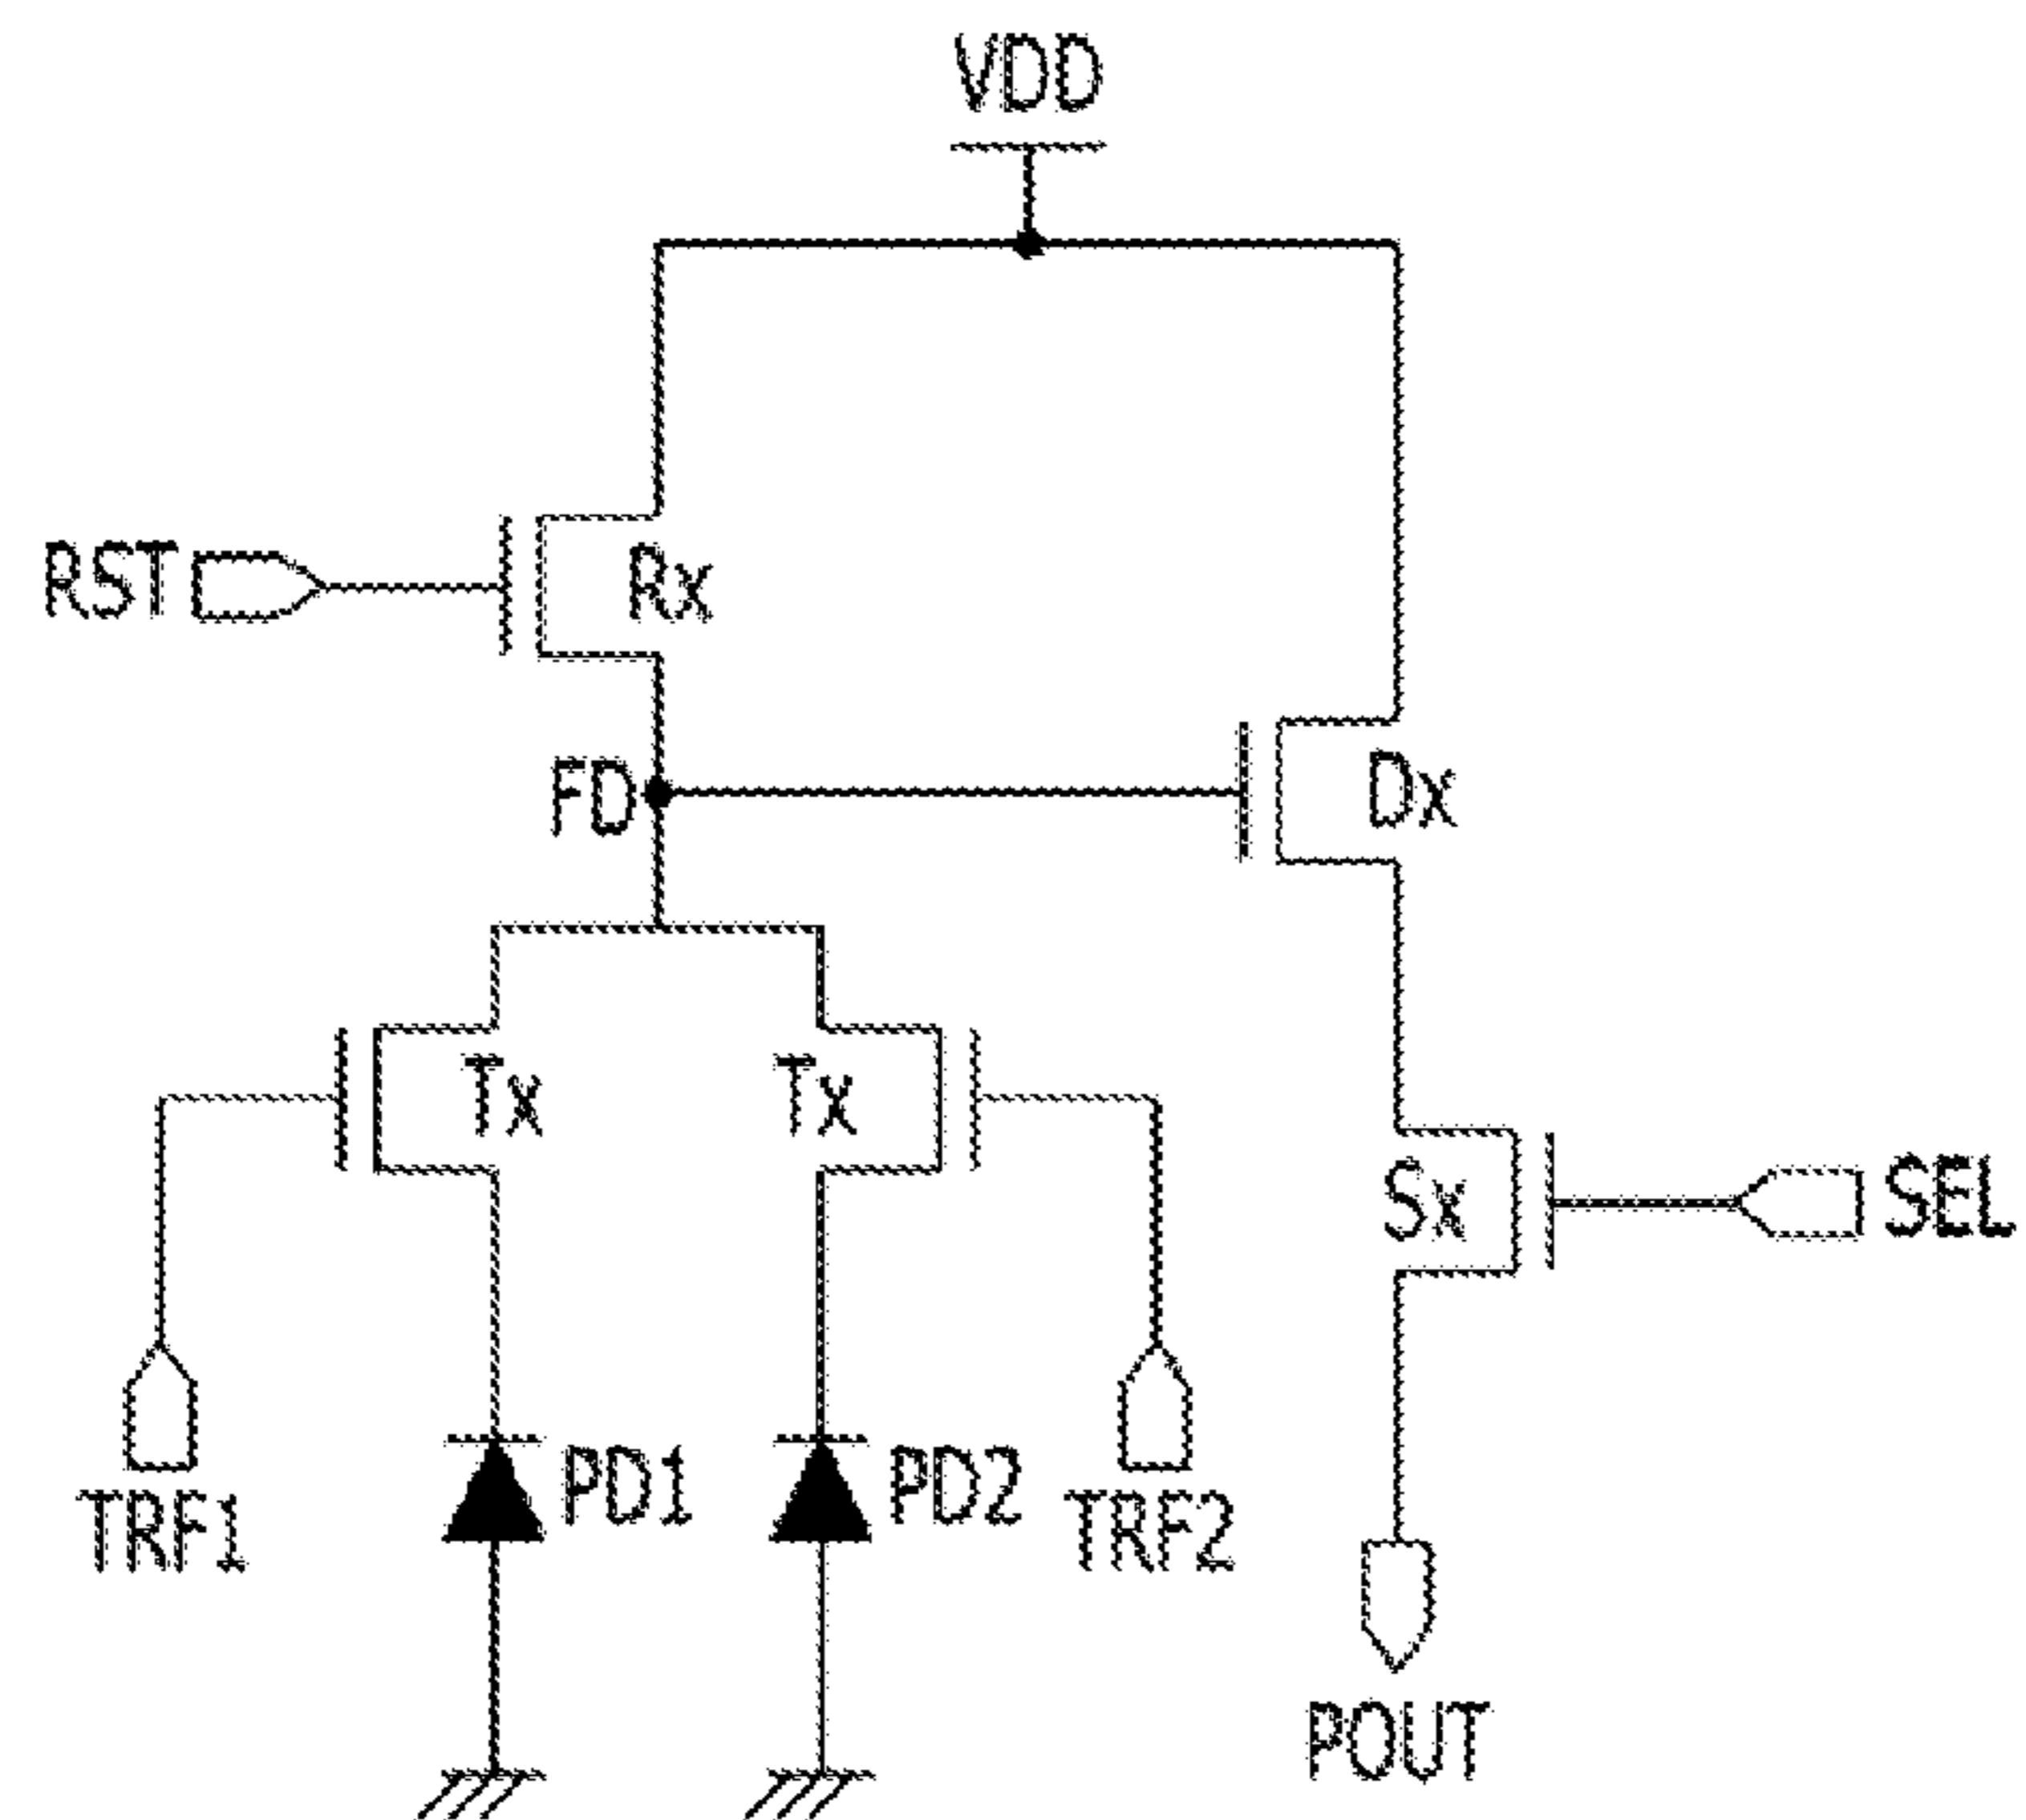 VDD
RST
Rx
FD
Dx
Tx
Tx
Sx
SEL
PD1
PD2
TRF1
TRF2
POUT